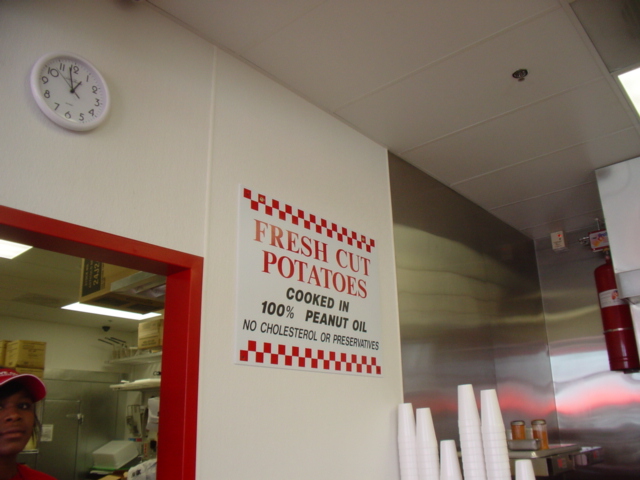 FRESH CUT
POTATOES
COOKED IN
100% PEANUT OIL
NO CHOLESTEROL OR PRESERVATIVES